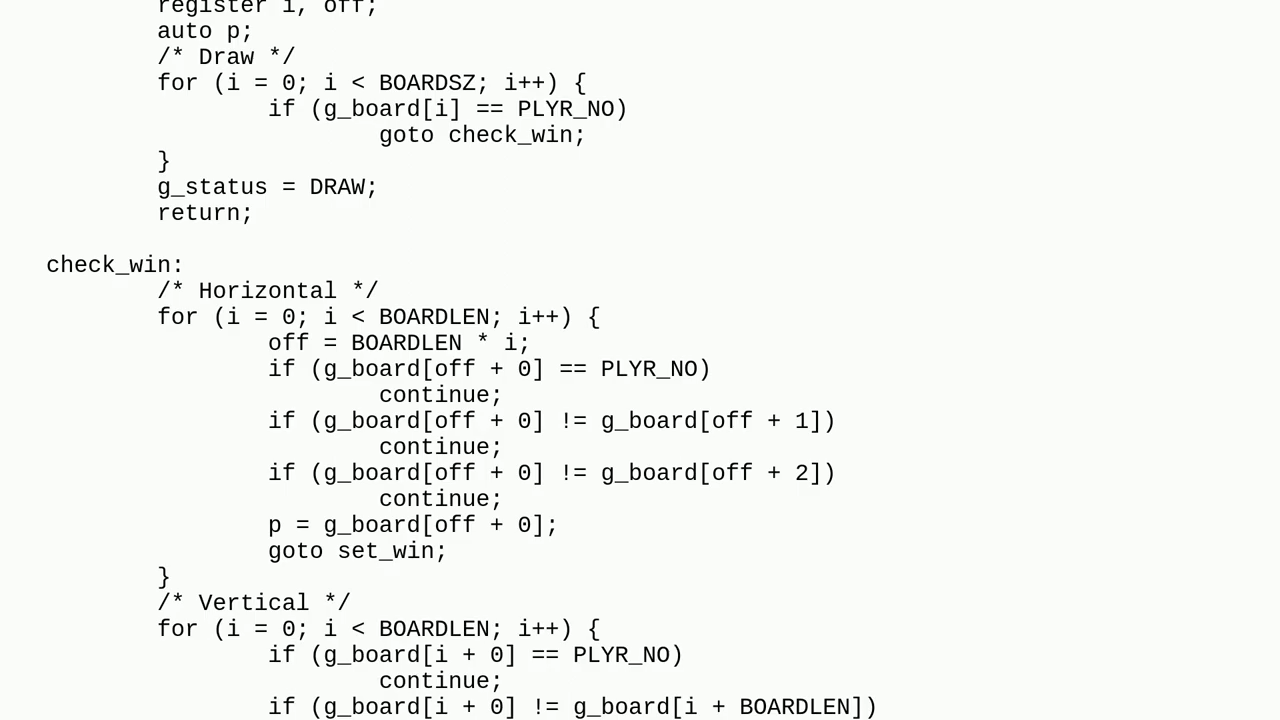 register i, off;
auto p;
/* Draw */
for (i = 0; i < BOARDSZ; i++) {
if (g_board[i] == PLYR_NO)
goto check_win;
}
g_status = DRAW;
return;
check_win:
/* Horizontal */
for (i = 0; i < BOARDLEN; i++) {
off = BOARDLEN * i;
if (g_board[off + 0] == PLYR_NO)
continue;
if (g_board[off + 0] != g_board[off + 1])
continue;
if (g_board[off + 0] != g_board[off + 2])
continue;
p = g_board[off + 0];
goto set_win;
}
/* Vertical */
for (i = 0; i < BOARDLEN; i++) {
if (g_board[i + 0] == PLYR_NO)
continue;
if (g_board[i + 0] != g_board[i + BOARDLEN])